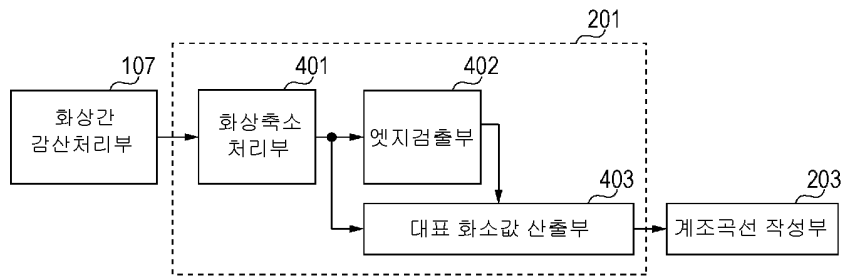 201
107
401
402
화상간
감산처리부
화상축소
처리부
엣지검출부
403
203
대표 화소값 산출부
계조곡선 작성부